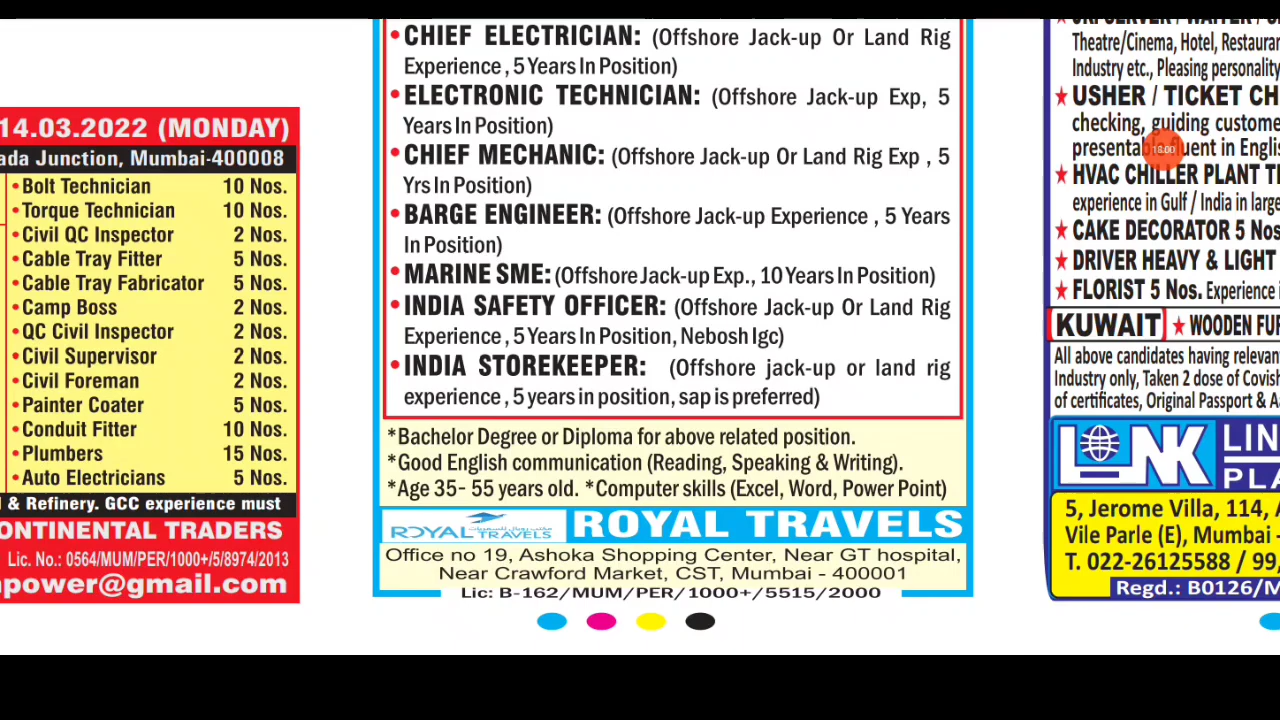 14.03.2022 (MONDAY)
ada Junction, Mumbai-400008
•Bolt Technician 10 Nos.
•Torque Technician 10 Nos.
•Civil QC Inspector 2 Nos.
•Cable Tray Fitter 5 Nos.
•Cable Tray Fabricator 5 Nos.
•Camp Boss 2 Nos.
•QC Civil Inspector 2 Nos.
•Civil Supervisor 2 Nos.
•Civil Foreman 2 Nos.
•Painter Coater 5 Nos.
•Conduit Fitter 10 Nos.
•Plumbers 15 Nos.
•Auto Electricians 5 Nos.
& Refinery. GCC experience must
ONTINENTAL TRADERS
Lic. No.: 0564/MUM/PER/1000+/5/8974/2013
power@gmail.com
•CHIEF ELECTRICIAN: (Offshore Jack-up Or Land Rig
Experience , 5 Years In Position)
•ELECTRONIC TECHNICIAN: (Offshore Jack-up Exp, 5
Years In Position)
•CHIEF MECHANIC: (Offshore Jack-up Or Land Rig Exp , 5
Yrs In Position)
•BARGE ENGINEER: (Offshore Jack-up Experience , 5 Years
In Position)
•MARINE SME: (Offshore Jack-up Exp., 10 Years In Position)
•INDIA SAFETY OFFICER: (Offshore Jack-up Or Land Rig
Experience , 5 Years In Position, Nebosh Igc)
•INDIA STOREKEEPER: (Offshore jack-up or land rig
experience , 5 years in position, sap is preferred)
*Bachelor Degree or Diploma for above related position.
*Good English communication (Reading, Speaking & Writing).
*Age 35- 55 years old. *Computer skills (Excel, Word, Power Point)
ROYAL TRAVELS مكتب رويال للسفريات ROYAL TRAVELS
Office no 19, Ashoka Shopping Center, Near GT hospital,
Near Crawford Market, CST, Mumbai - 400001
Lic: B-162/MUM/PER/1000+/5515/2000
Theatre/Cinema, Hotel, Restauran
Industry etc., Pleasing personality
★ USHER / TICKET CH
checking, guiding custome
presentab uent in Englis
18:00
★ HVAC CHILLER PLANT T
experience in Gulf / India in large
★ CAKE DECORATOR 5 Nos
★ DRIVER HEAVY & LIGHT
★ FLORIST 5 Nos. Experience i
KUWAIT ★ WOODEN FUR
All above candidates having relevan
Industry only, Taken 2 dose of Covish
of certificates, Original Passport & A
LINK LIN
PLA
5, Jerome Villa, 114, A
Vile Parle (E), Mumbai -
T. 022-26125588 / 99,
Regd.: B0126/M